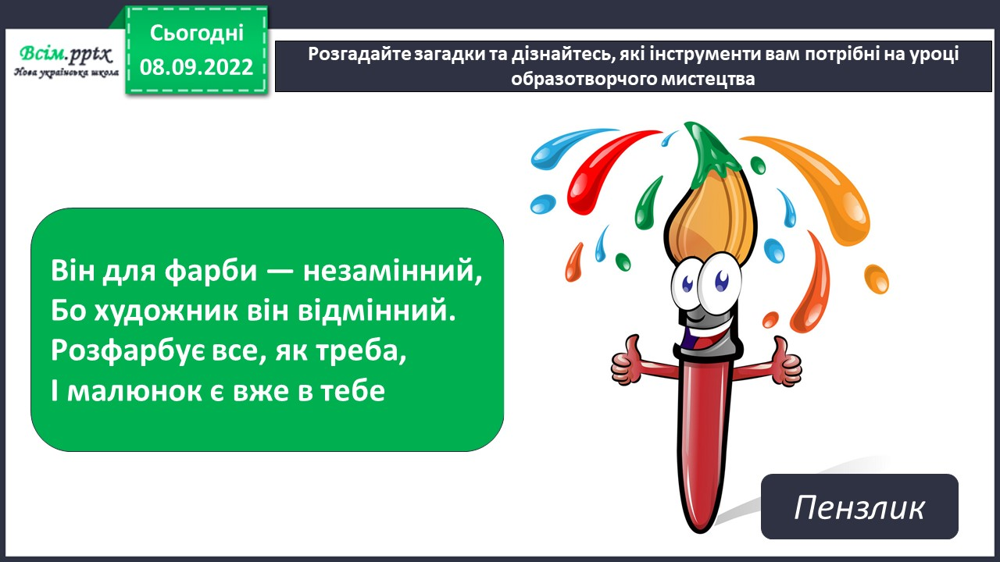 Всім.pptx
Нова українська школа
Сьогодні
08.09.2022
Розгадайте загадки та дізнайтесь, які інструменти вам потрібні на уроці
образотворчого мистецтва
Він для фарби — незамінний,
Бо художник він відмінний.
Розфарбує все, як треба,
І малюнок є вже в тебе
Пензлик